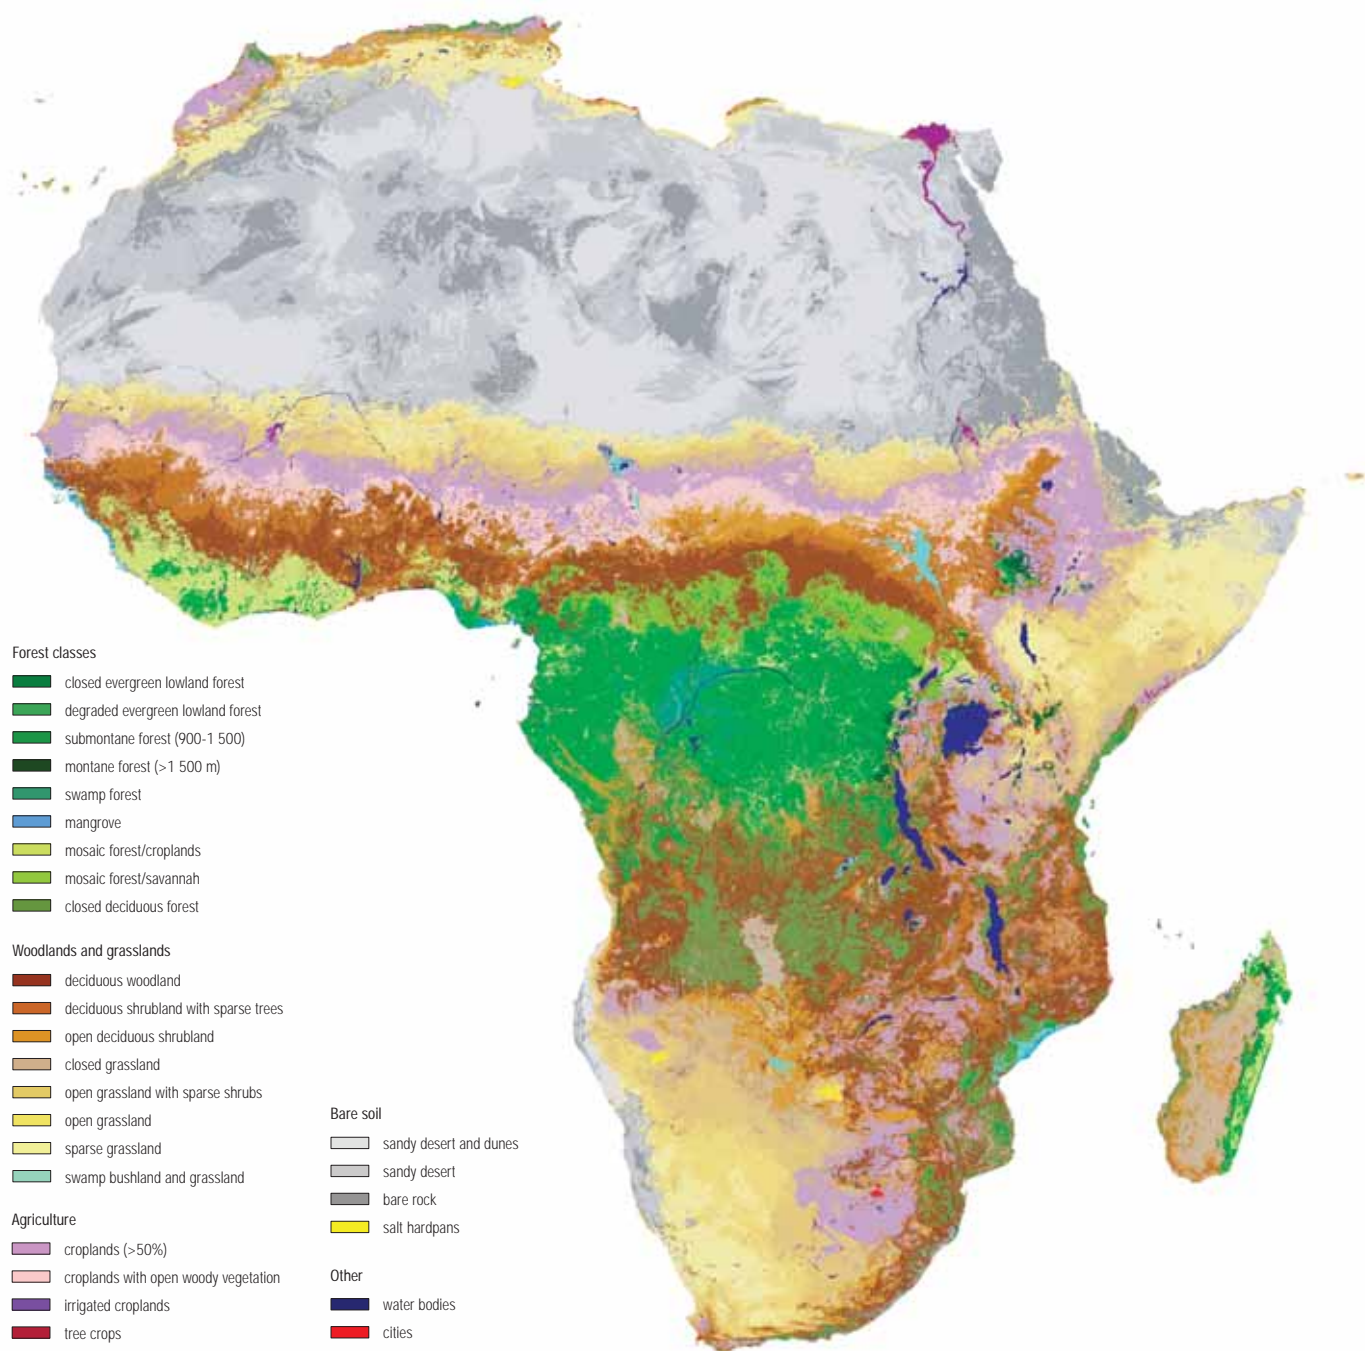 Forest classes
closed evergreen lowland forest
degraded evergreen lowland forest
submontane forest (900-1 500)
montane forest (>1 500 m)
swamp forest
mangrove
mosaic forest/croplands
mosaic forest/savannah
closed deciduous forest
Woodlands and grasslands
deciduous woodland
deciduous shrubland with sparse trees
open deciduous shrubland
closed grassland
open grassland with sparse shrubs
open grassland
sparse grassland
swamp bushland and grassland
Agriculture
croplands (>50%)
croplands with open woody vegetation
irrigated croplands
tree crops
Bare soil
sandy desert and dunes
sandy desert
bare rock
salt hardpans
Other
water bodies
cities